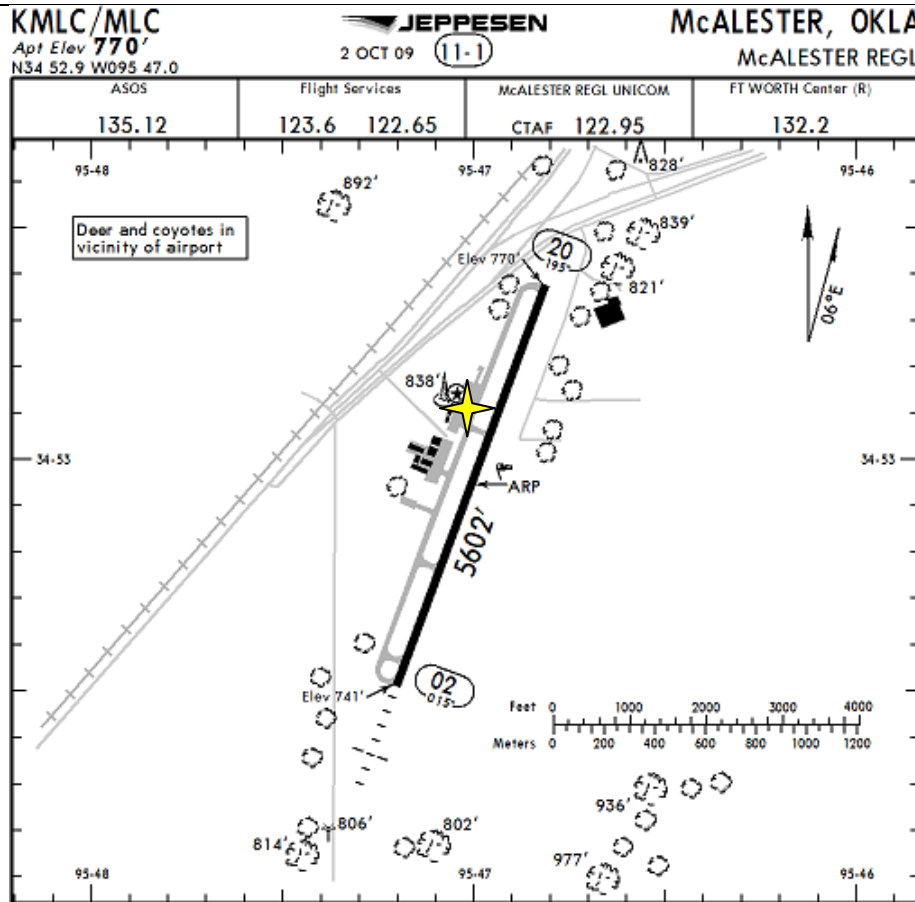 KMLC/MLC
Apt Elev 770'
N34 52.9 W095 47.0
JEPPESEN
2 OCT 09 11-1
McALESTER, OKLA
McALESTER REGL
ASOS
135.12
Flight Services
123.6 122.65
McALESTER REGL UNICOM
CTAF 122.95
FT WORTH Center (R)
132.2
95-48
95-47
95-46
828'
892'
839'
Deer and coyotes in
vicinity of airport
20
195°
Elev 770'
821'
06°E
838'
34-53
34-53
ARP
5602'
02
015°
Elev 741'
Feet 0 1000 2000 3000 4000
Meters 0 200 400 600 800 1000 1200
936'
806'
802'
814'
977'
95-48
95-47
95-46